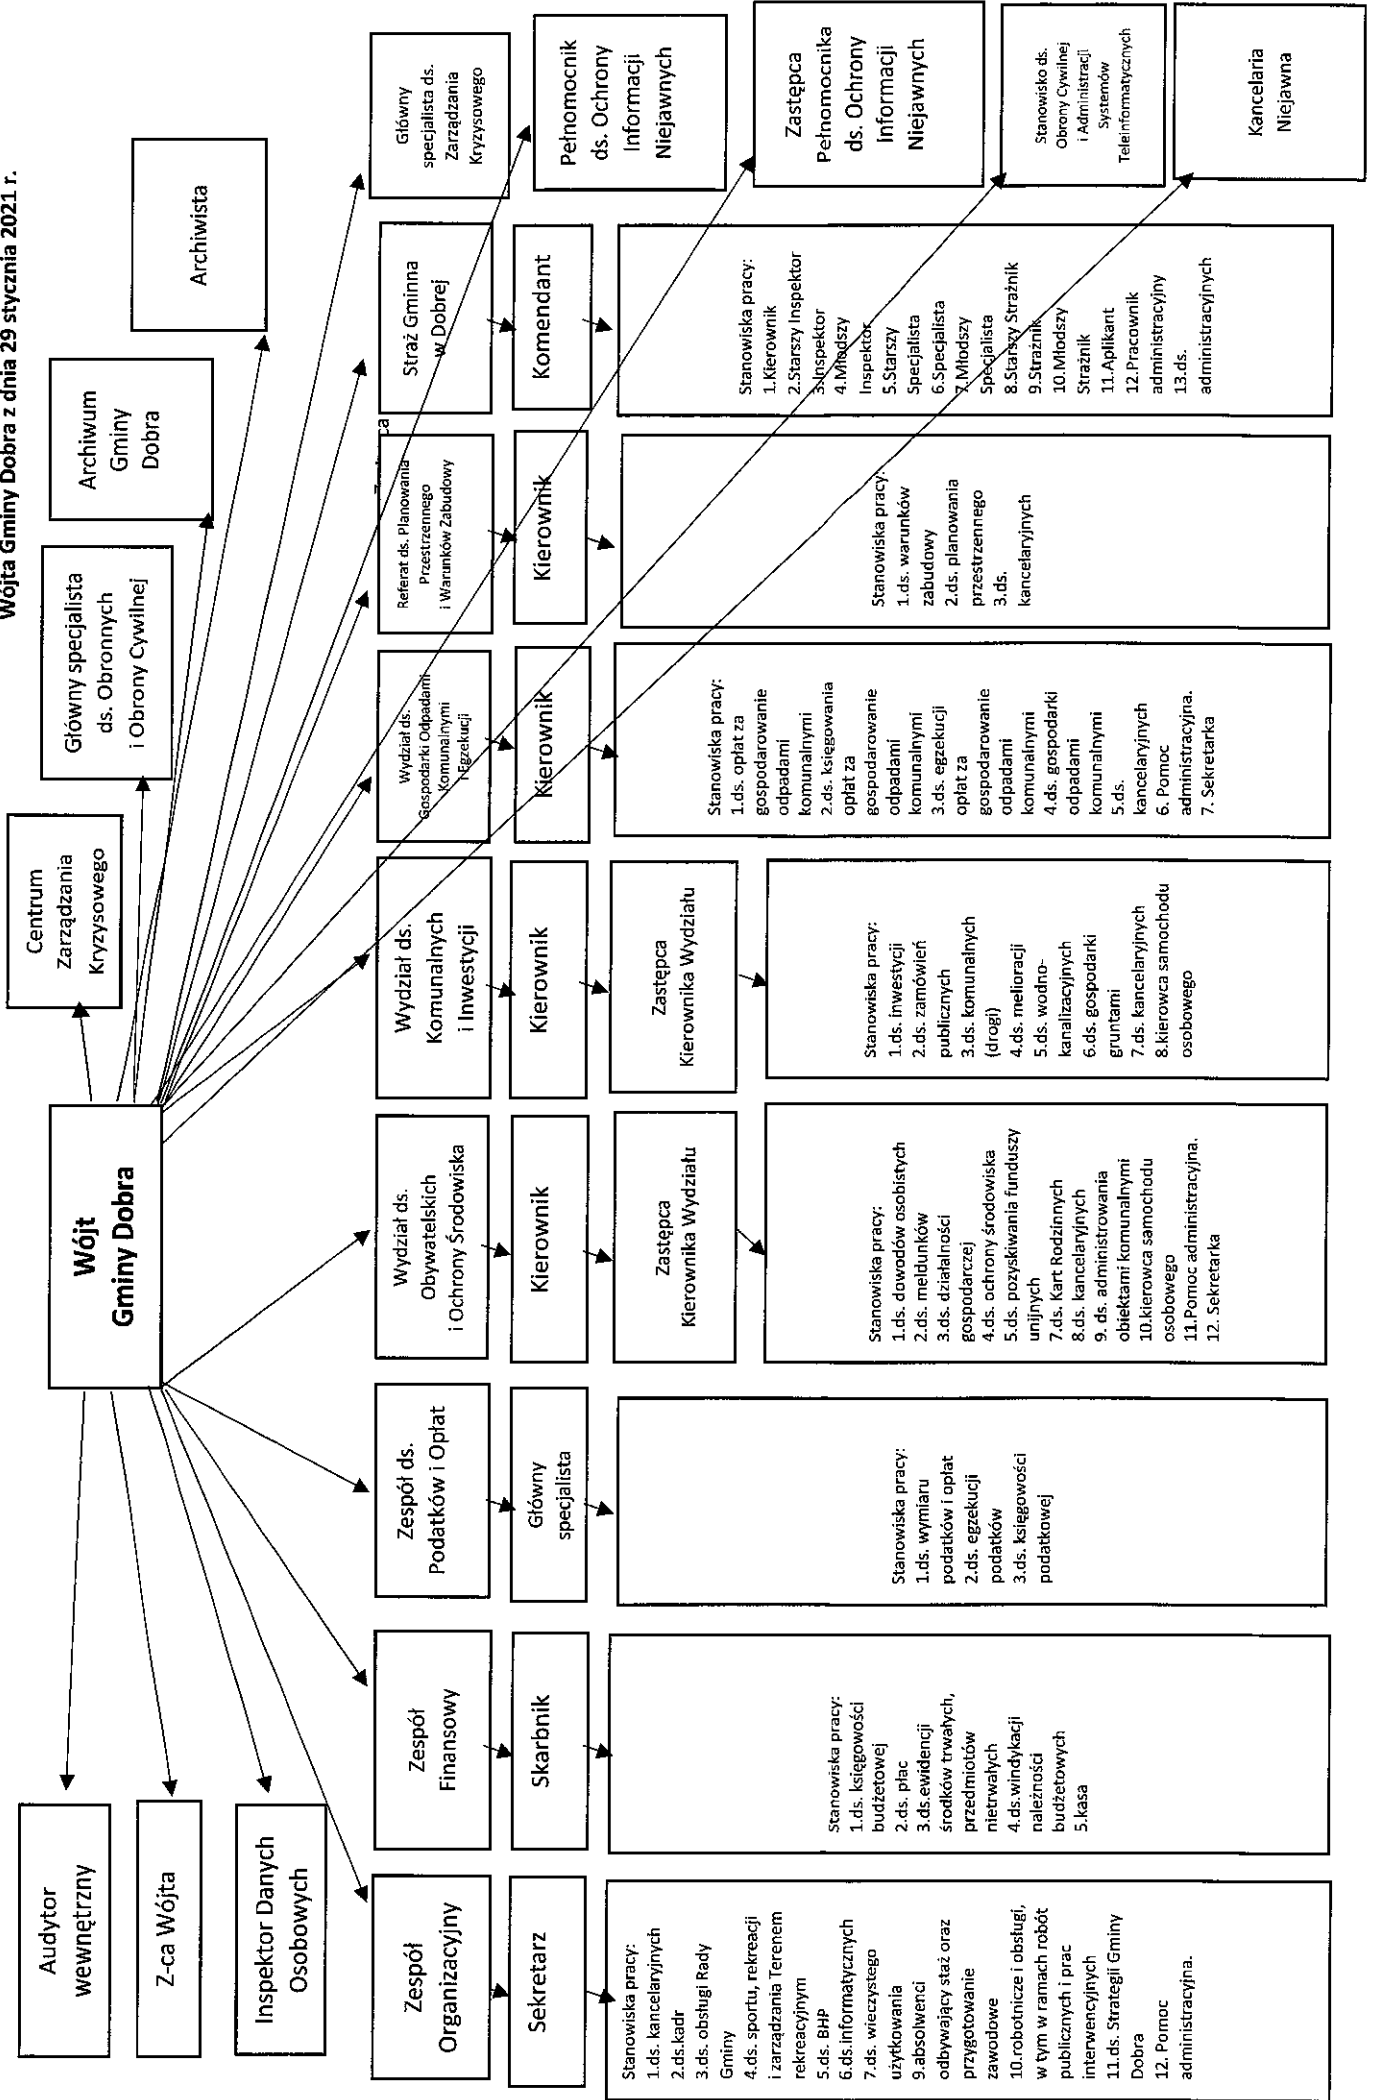 Wójta Gminy Dobra z dnia 29 stycznia 2021 r.
Wójt
Gminy Dobra
Audytor
wewnętrzny
Z-ca Wójta
Inspektor Danych
Osobowych
Centrum
Zarządzania
Kryzysowego
Główny specjalista
ds. Obronnych
i Obrony Cywilnej
Archiwum
Gminy
Dobra
Archiwista
Zespół
Organizacyjny
Sekretarz
Stanowiska pracy:
1.ds. kancelaryjnych
2.ds.kadr
3.ds. obsługi Rady
Gminy
4.ds. sportu, rekreacji
i zarządzania Terenem
rekreacyjnym
5.ds. BHP
6.ds.informatycznych
7.ds. wieczystego
użytkowania
9.absolwenci
odbywający staż oraz
przygotowanie
zawodowe
10.robotnicze i obsługi,
w tym w ramach robót
publicznych i prac
interwencyjnych
11.ds. Strategii Gminy
Dobra
12. Pomoc
administracyjna.
Zespół
Finansowy
Skarbnik
Stanowiska pracy:
1.ds. księgowości
budżetowej
2.ds. płac
3.ds.ewidencji
środków trwałych,
przedmiotów
nietrwałych
4.ds.windykacji
należności
budżetowych
5.kasa
Zespół ds.
Podatków i Opłat
Główny
specjalista
Stanowiska pracy:
1.ds. wymiaru
podatków i opłat
2.ds. egzekucji
podatków
3.ds. księgowości
podatkowej
Wydział ds.
Obywatelskich
i Ochrony Środowiska
Kierownik
Zastępca
Kierownika Wydziału
Stanowiska pracy:
1.ds. dowodów osobistych
2.ds. meldunków
3.ds. działalności
gospodarczej
4.ds. ochrony środowiska
5.ds. pozyskiwania funduszy
unijnych
7.ds. Kart Rodzinnych
8.ds. kancelaryjnych
9. ds. administrowania
obiektami komunalnymi
10.kierowca samochodu
osobowego
11.Pomoc administracyjna.
12. Sekretarka
Wydział ds.
Komunalnych
i Inwestycji
Kierownik
Zastępca
Kierownika Wydziału
Stanowiska pracy:
1.ds. inwestycji
2.ds. zamówień
publicznych
3.ds. komunalnych
(drogi)
4.ds. melioracji
5.ds. wodno-
kanalizacyjnych
6.ds. gospodarki
gruntami
7.ds. kancelaryjnych
8.kierowca samochodu
osobowego
Wydział ds.
Gospodarki Odpadami
Komunalnymi
i Egzekucji
Kierownik
Stanowiska pracy:
1.ds. opłat za
gospodarowanie
odpadami
komunalnymi
2.ds. księgowania
opłat za
gospodarowanie
odpadami
komunalnymi
3.ds. egzekucji
opłat za
gospodarowanie
odpadami
komunalnymi
4.ds. gospodarki
odpadami
komunalnymi
5.ds.
kancelaryjnych
6. Pomoc
administracyjna.
7. Sekretarka
Referat ds. Planowania
Przestrzennego
i Warunków Zabudowy
Kierownik
Stanowiska pracy:
1.ds. warunków
zabudowy
2.ds. planowania
przestrzennego
3.ds.
kancelaryjnych
Straż Gminna
w Dobrej
Komendant
Stanowiska pracy:
1.Kierownik
2.Starszy Inspektor
3.Inspektor
4.Młodszy
Inspektor
5.Starszy
Specjalista
6.Specjalista
7.Młodszy
Specjalista
8.Starszy Strażnik
9.Strażnik
10.Młodszy
Strażnik
11.Aplikant
12.Pracownik
administracyjny
13.ds.
administracyjnych
Główny
specjalista ds.
Zarządzania
Kryzysowego
Pełnomocnik
ds. Ochrony
Informacji
Niejawnych
Zastępca
Pełnomocnika
ds. Ochrony
Informacji
Niejawnych
Stanowisko ds.
Obrony Cywilnej
i Administracji
Systemów
Teleinformatycznych
Kancelaria
Niejawna